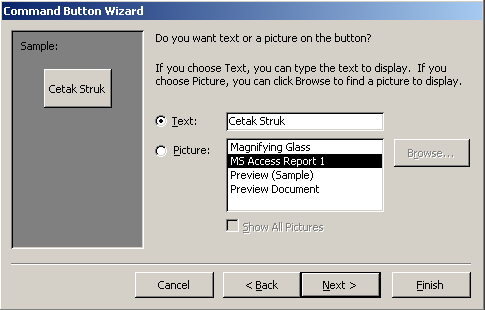 Command Button Wizard
Sample:
Cetak Struk
Do you want text or a picture on the button?
If you choose Text, you can type the text to display. If you
choose Picture, you can click Browse to find a picture to display.
Text:
Cetak Struk
Picture:
Magnifying Glass
MS Access Report 1
Preview (Sample)
Preview Document
Browse...
Show All Pictures
Cancel
< Back
Next >
Finish